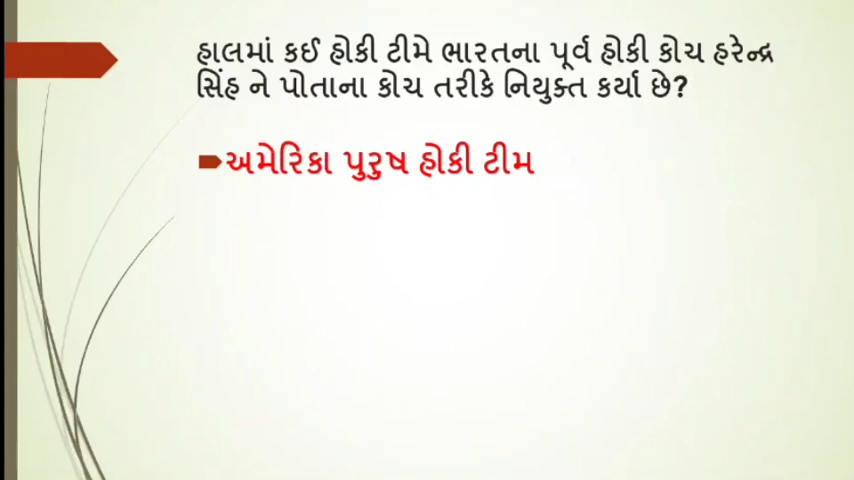 હાલમાં કઈ હોકી ટીમે ભારતના પૂર્વ હોકી કોચ હરેન્દ્ર
સિંહ ને પોતાના કોચ તરીકે નિયુક્ત કર્યા છે?
અમેરિકા પુરુષ હોકી ટીમ